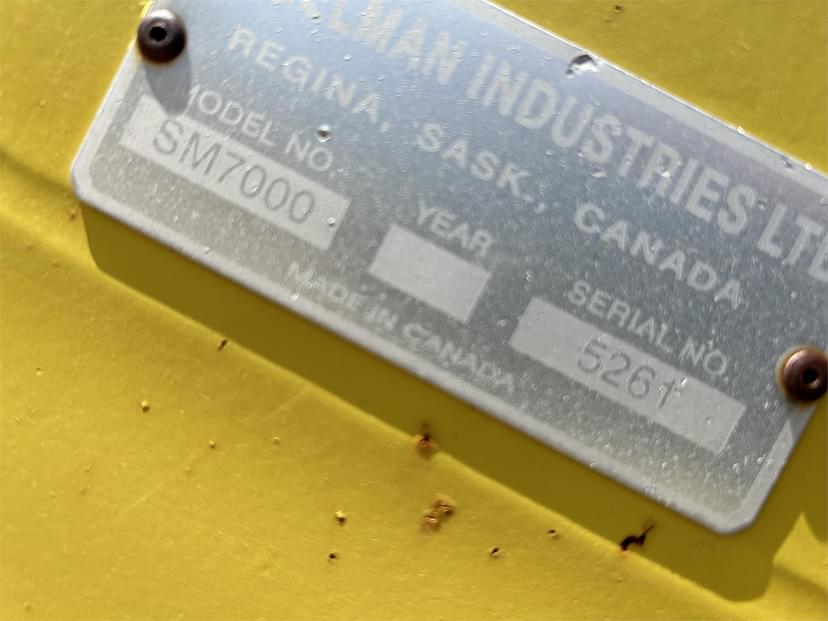 INDUSTRIES LTD
REGINA, SASK., CANADA
MODEL NO.
SM7000
YEAR
SERIAL NO.
5261
MADE IN CANADA